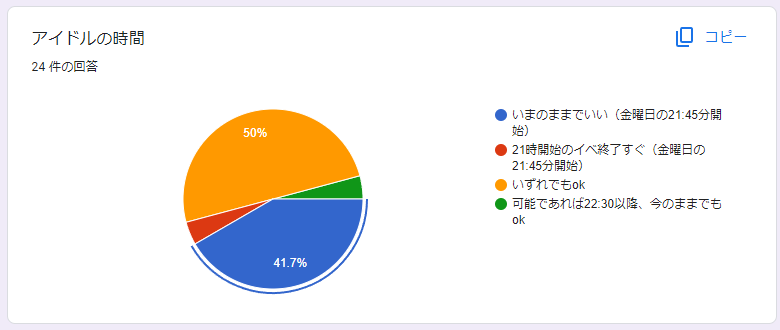 アイドルの時間
コピー
24 件の回答
50%
41.7%
いまのままでいい（金曜日の21:45分開
始）
21時開始のイベ終了すぐ（金曜日の
21:45分開始）
いずれでもok
可能であれば22:30以降、今のままでも
ok